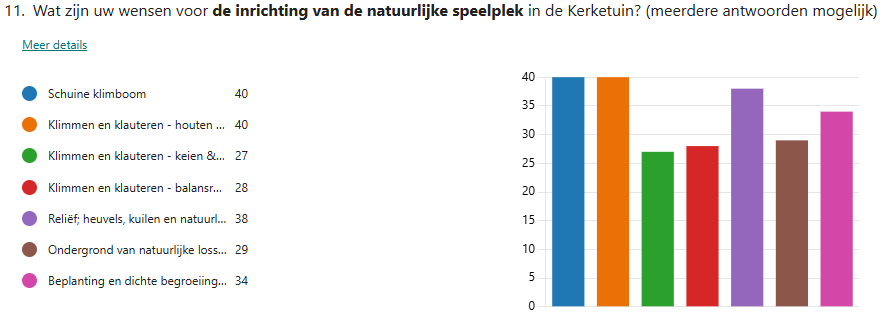 11. Wat zijn uw wensen voor de inrichting van de natuurlijke speelplek in de Kerketuin? (meerdere antwoorden mogelijk)
Meer details
Schuine klimboom 40
Klimmen en klauteren - houten ... 40
Klimmen en klauteren - keien &... 27
Klimmen en klauteren - balansr... 28
Reliëf; heuvels, kuilen en natuurl... 38
Ondergrond van natuurlijke loss... 29
Beplanting en dichte begroeiing... 34
40
35
30
25
20
15
10
5
0